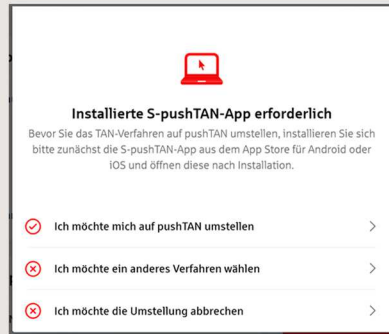 Installierte S-pushTAN-App erforderlich
Bevor Sie das TAN-Verfahren auf pushTAN umstellen, installieren Sie sich
bitte zunächst die S-pushTAN-App aus dem App Store für Android oder
iOS und öffnen diese nach Installation.
Ich möchte mich auf pushTAN umstellen
Ich möchte ein anderes Verfahren wählen
Ich möchte die Umstellung abbrechen